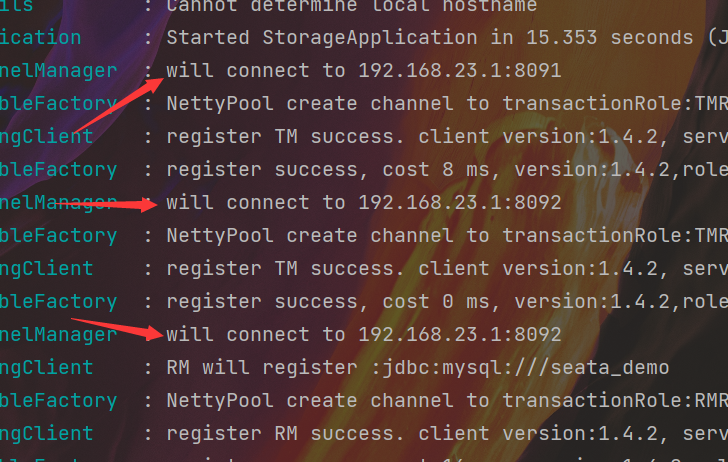 ils : Cannot determine local hostname
ication : Started StorageApplication in 15.353 seconds (J
nelManager : will connect to 192.168.23.1:8091
bleFactory : NettyPool create channel to transactionRole:TMR
ngClient : register TM success. client version:1.4.2, serv
bleFactory : register success, cost 8 ms, version:1.4.2,role
nelManager : will connect to 192.168.23.1:8092
bleFactory : NettyPool create channel to transactionRole:TMR
ngClient : register TM success. client version:1.4.2, serv
bleFactory : register success, cost 0 ms, version:1.4.2,role
nelManager : will connect to 192.168.23.1:8092
ngClient : RM will register :jdbc:mysql:///seata_demo
bleFactory : NettyPool create channel to transactionRole:RMR
ngClient : register RM success. client version:1.4.2, serv